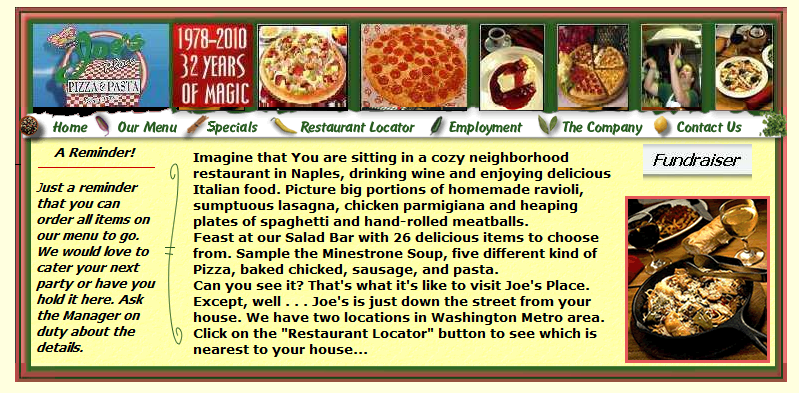 Joe's
Place
PIZZA & PASTA
1978-2010
32 YEARS
OF MAGIC
Home Our Menu Specials Restaurant Locator Employment The Company Contact Us
A Reminder!
Just a reminder
that you can
order all items on
our menu to go.
We would love to
cater your next
party or have you
hold it here. Ask
the Manager on
duty about the
details.
Imagine that You are sitting in a cozy neighborhood
restaurant in Naples, drinking wine and enjoying delicious
Italian food. Picture big portions of homemade ravioli,
sumptuous lasagna, chicken parmigiana and heaping
plates of spaghetti and hand-rolled meatballs.
Feast at our Salad Bar with 26 delicious items to choose
from. Sample the Minestrone Soup, five different kind of
Pizza, baked chicked, sausage, and pasta.
Can you see it? That's what it's like to visit Joe's Place.
Except, well . . . Joe's is just down the street from your
house. We have two locations in Washington Metro area.
Click on the "Restaurant Locator" button to see which is
nearest to your house...
Fundraiser